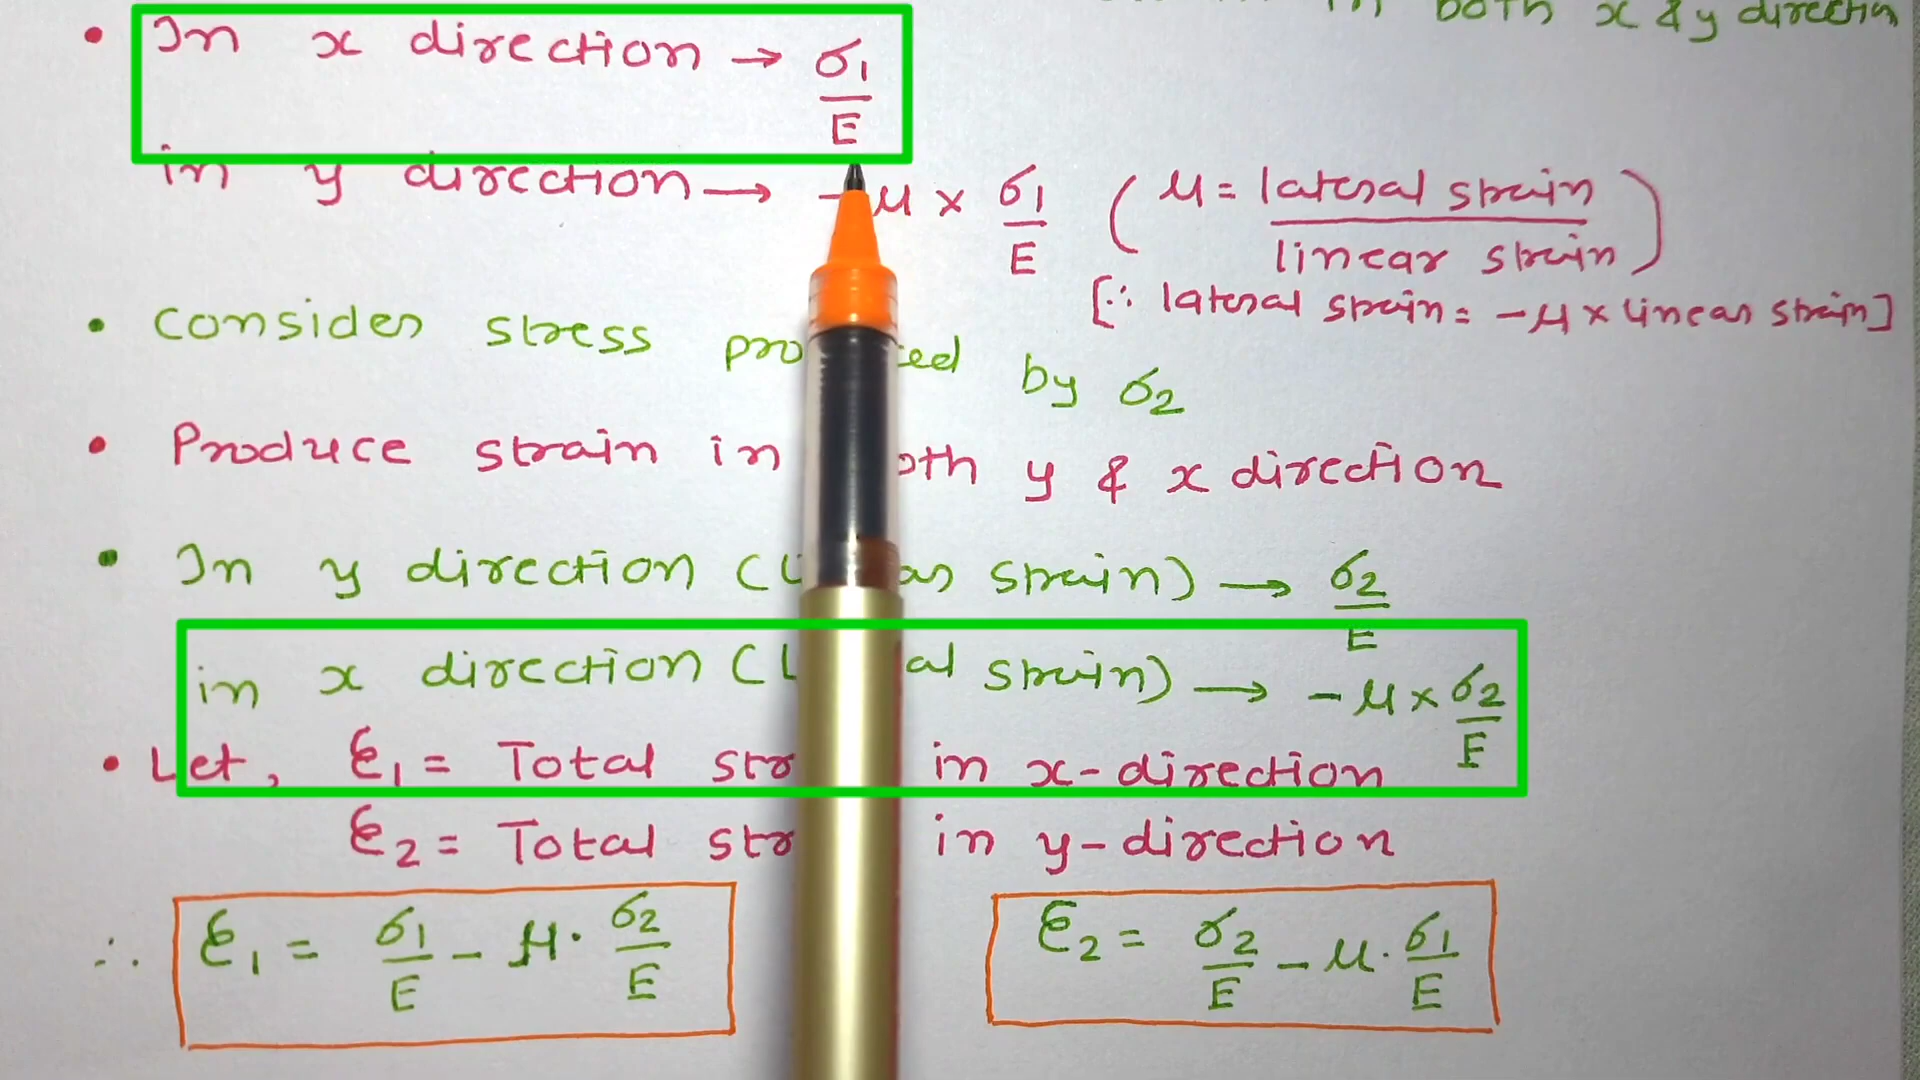 in both x & y direction
• In x direction → σ1/E
in y direction → -μ × σ1/E (μ = lateral strain/linear strain)
[∵ lateral strain = -μ × linear strain]
• Consider stress by σ2
• Produce strain in y & x direction
• In y direction ( strain) → σ2/E
in x direction ( strain) → -μ × σ2/E
• Let, ε1 = Total in x-direction
ε2 = Total in y-direction
∴ ε1 = σ1/E - μ · σ2/E
ε2 = σ2/E - μ · σ1/E